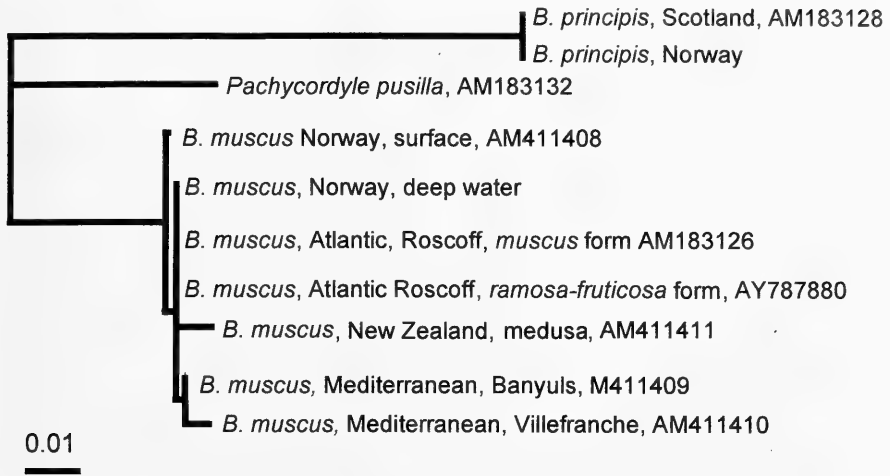 B. principis, Scotland, AM183128
B. principis, Norway
Pachycordyle pusilla, AM183132
B. muscus Norway, surface, AM411408
B. muscus, Norway, deep water
B. muscus, Atlantic, Roscoff, muscus form AM183126
B. muscus, Atlantic Roscoff, ramosa-fruticosa form, AY787880
B. muscus, New Zealand, medusa, AM411411
B. muscus, Mediterranean, Banyuls, M411409
B. muscus, Mediterranean, Villefranche, AM411410
0.01